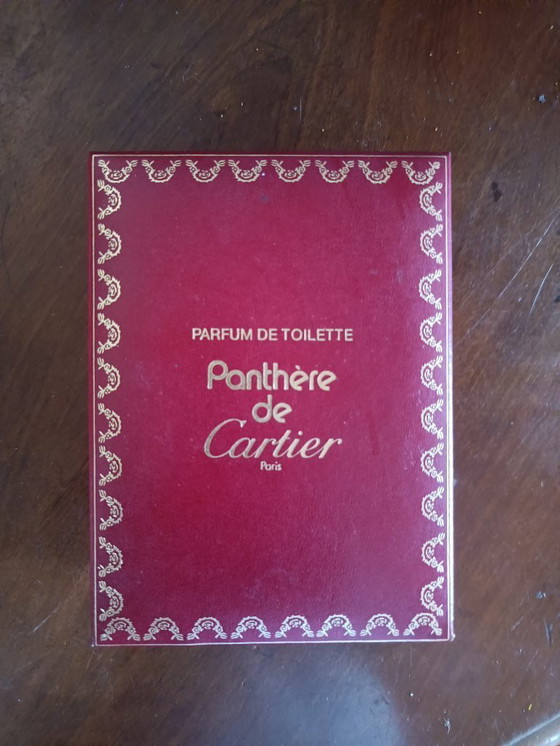 PARFUM DE TOILETTE
Panthère
de
Cartier
Paris